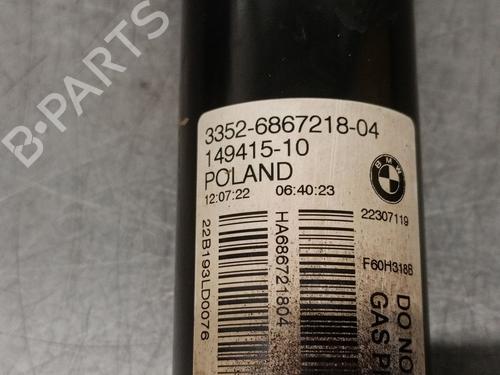 B-PARTS
3352-6867218-04
149415-10
POLAND
12:07:22 06:40:23
BMW
22307119
22B193LD0076
HA686721804
F60H318B
DO NO
GAS P